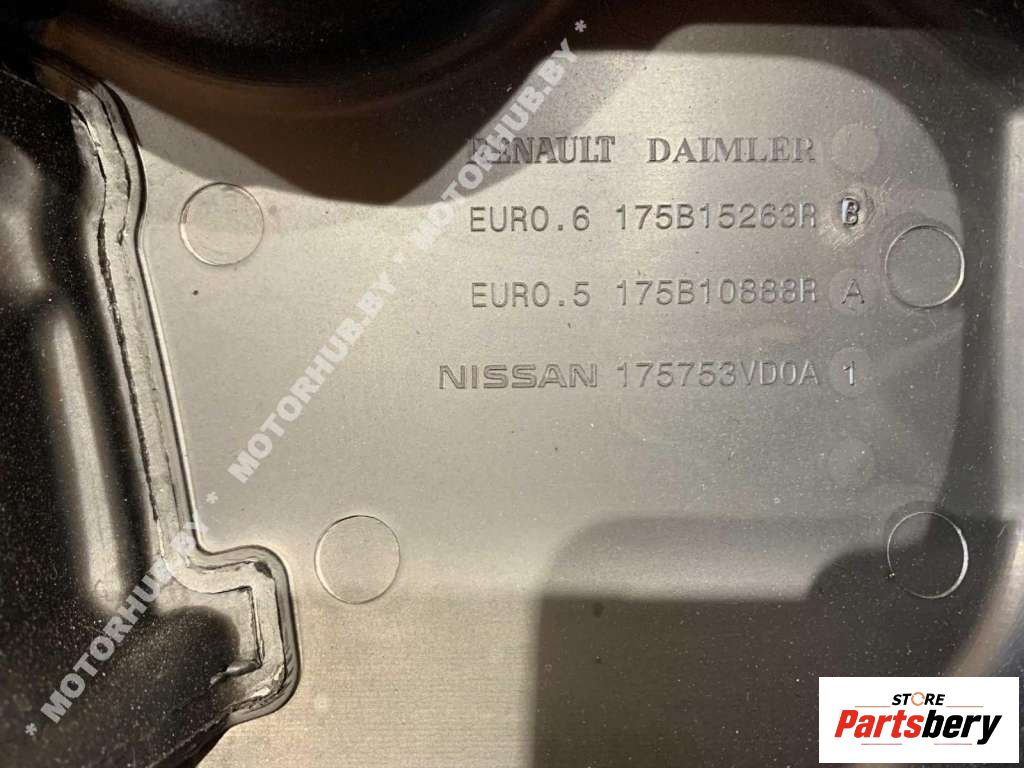 RENAULT DAIMLER
EURO.6 175B15263R B
EURO.5 175B10888R A
NISSAN 175753VD0A 1
* MOTORHUB.BY * MOTORHUB.BY * MOTORHUB.BY *
STORE
Partsbery